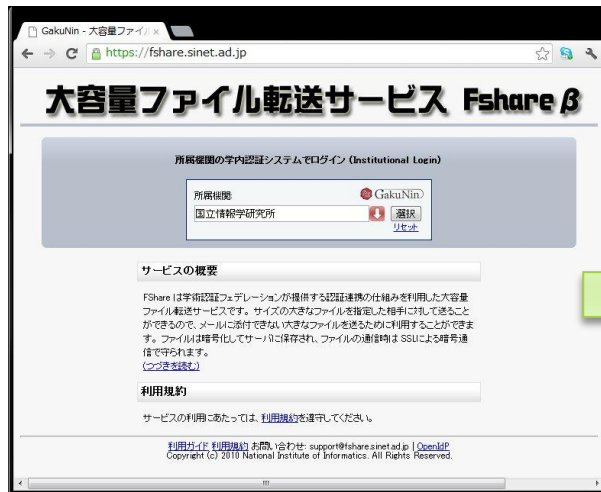 GakuNin - 大容量ファイ
https://fshare.sinet.ad.jp
大容量ファイル転送サービス Fshare β
所属機関の学内認証システムでログイン (Institutional Login)
所属機関:
GakuNin
国立情報学研究所
選択
リセット
サービスの概要
FShare は学術認証フェデレーションが提供する認証連携の仕組みを利用した大容量
ファイル転送サービスです。サイズの大きなファイルを指定した相手に対して送ること
ができるので、メールに添付できない大きなファイルを送るために利用することができま
す。ファイルは暗号化してサーバに保存され、ファイルの通信時は SSLによる暗号通
信で守られます。
(つづきを読む)
利用規約
サービスの利用にあたっては、利用規約を遵守してください。
利用ガイド 利用規約 お問い合わせ: support@fshare.sinet.ad.jp | OpenIdP
Copyright (c) 2010 National Institute of Informatics. All Rights Reserved.